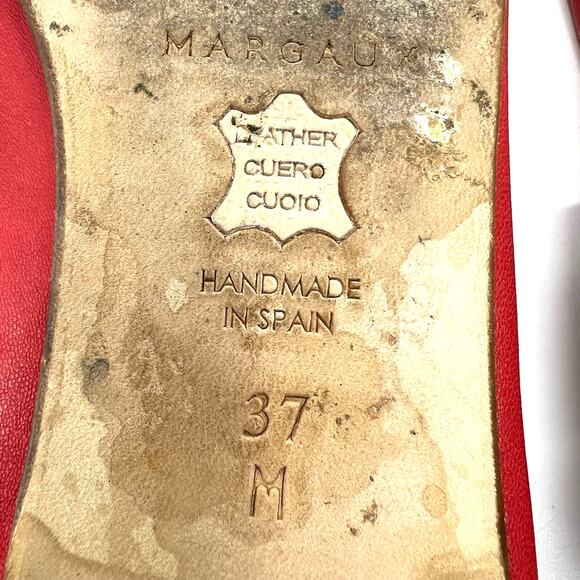 MARGAUX
LEATHER
CUERO
CUOIO
HANDMADE
IN SPAIN
37
M